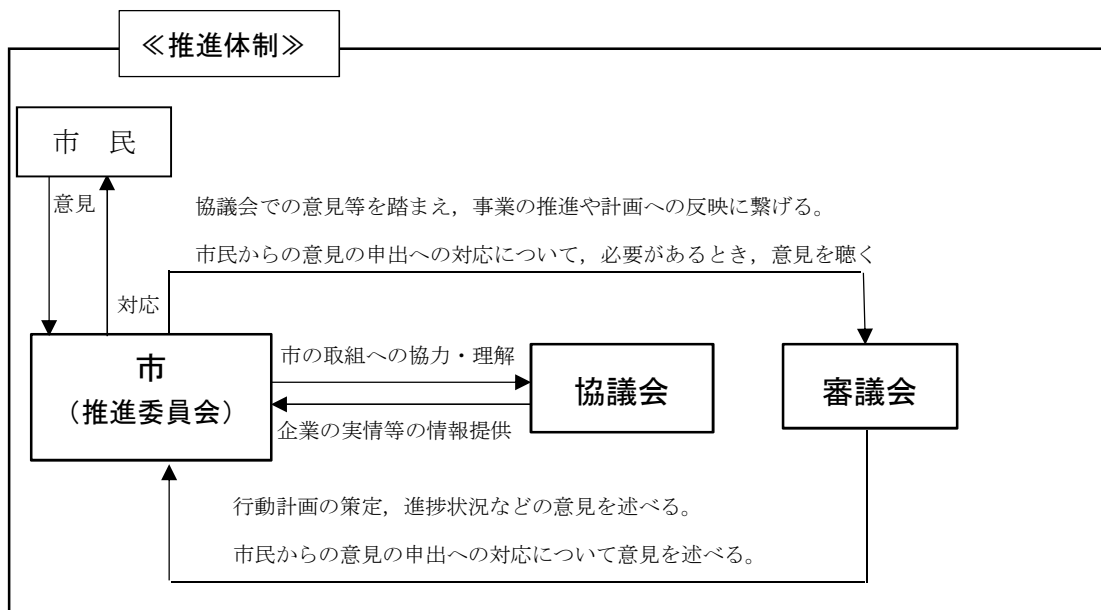 ≪推進体制≫
市　民
意見
対応
協議会での意見等を踏まえ，事業の推進や計画への反映に繋げる。
市民からの意見の申出への対応について，必要があるとき，意見を聴く
市
（推進委員会）
市の取組への協力・理解
企業の実情等の情報提供
協議会
審議会
行動計画の策定，進捗状況などの意見を述べる。
市民からの意見の申出への対応について意見を述べる。